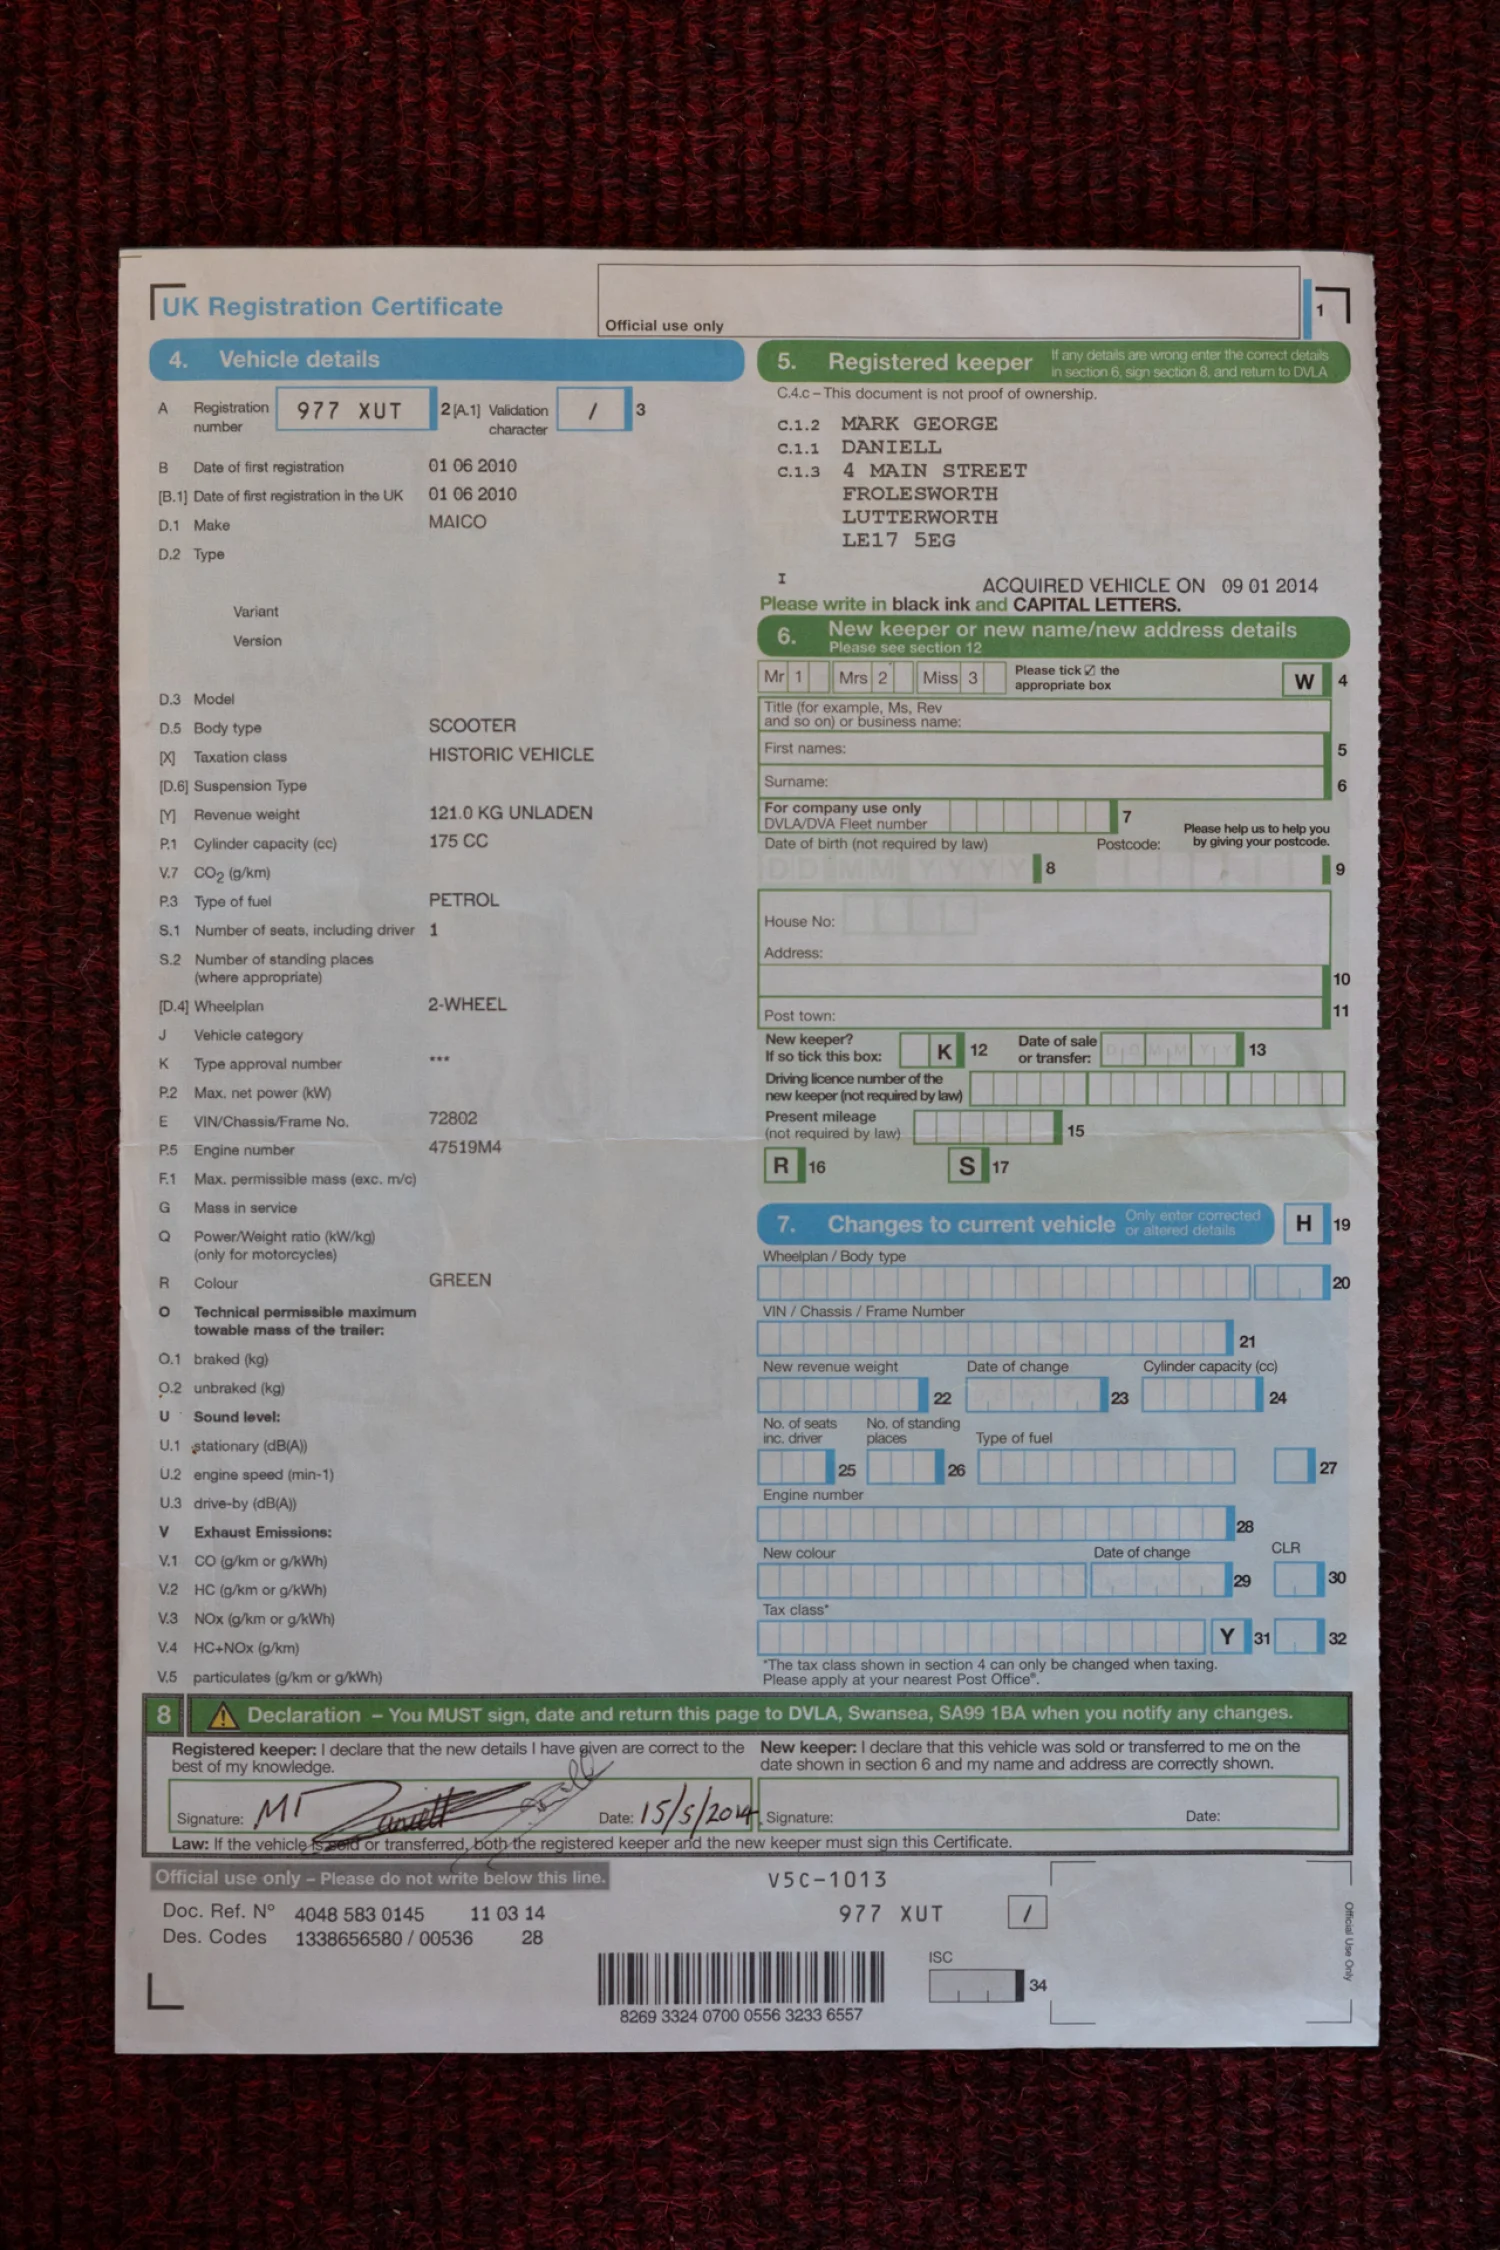 UK Registration Certificate
Official use only
1
4. Vehicle details
A Registration number 977 XUT 2 [A.1] Validation character / 3
B Date of first registration 01 06 2010
[B.1] Date of first registration in the UK 01 06 2010
D.1 Make MAICO
D.2 Type
Variant
Version
D.3 Model
D.5 Body type SCOOTER
[X] Taxation class HISTORIC VEHICLE
[D.6] Suspension Type
[Y] Revenue weight 121.0 KG UNLADEN
P.1 Cylinder capacity (cc) 175 CC
V.7 CO2 (g/km)
P.3 Type of fuel PETROL
S.1 Number of seats, including driver 1
S.2 Number of standing places
(where appropriate)
[D.4] Wheelplan 2-WHEEL
J Vehicle category
K Type approval number ***
P.2 Max. net power (kW)
E VIN/Chassis/Frame No. 72802
P.5 Engine number 47519M4
F.1 Max. permissible mass (exc. m/c)
G Mass in service
Q Power/Weight ratio (kW/kg)
(only for motorcycles)
R Colour GREEN
O Technical permissible maximum
towable mass of the trailer:
O.1 braked (kg)
O.2 unbraked (kg)
U Sound level:
U.1 stationary (dB(A))
U.2 engine speed (min-1)
U.3 drive-by (dB(A))
V Exhaust Emissions:
V.1 CO (g/km or g/kWh)
V.2 HC (g/km or g/kWh)
V.3 NOx (g/km or g/kWh)
V.4 HC+NOx (g/km)
V.5 particulates (g/km or g/kWh)
5. Registered keeper If any details are wrong enter the correct details
in section 6, sign section 8, and return to DVLA
C.4.c – This document is not proof of ownership.
C.1.2 MARK GEORGE
C.1.1 DANIELL
C.1.3 4 MAIN STREET
FROLESWORTH
LUTTERWORTH
LE17 5EG
I
ACQUIRED VEHICLE ON 09 01 2014
Please write in black ink and CAPITAL LETTERS.
6. New keeper or new name/new address details
Please see section 12
Mr 1 Mrs 2 Miss 3 Please tick ☑ the
appropriate box W 4
Title (for example, Ms, Rev
and so on) or business name:
First names: 5
Surname: 6
For company use only
DVLA/DVA Fleet number 7
Please help us to help you
by giving your postcode.
Date of birth (not required by law) Postcode:
D D M M Y Y Y Y 8 9
House No:
Address:
10
Post town: 11
New keeper?
If so tick this box: K 12 Date of sale
or transfer: D D M M Y Y 13
Driving licence number of the
new keeper (not required by law)
Present mileage
(not required by law) 15
R 16 S 17
7. Changes to current vehicle Only enter corrected
or altered details H 19
Wheelplan / Body type
20
VIN / Chassis / Frame Number
21
New revenue weight Date of change Cylinder capacity (cc)
22 23 24
No. of seats
inc. driver No. of standing
places Type of fuel
25 26 27
Engine number
28
New colour Date of change CLR
29 30
Tax class*
Y 31 32
*The tax class shown in section 4 can only be changed when taxing.
Please apply at your nearest Post Office®.
8 Declaration – You MUST sign, date and return this page to DVLA, Swansea, SA99 1BA when you notify any changes.
Registered keeper: I declare that the new details I have given are correct to the
best of my knowledge.
Signature: Date: 15/5/2014
New keeper: I declare that this vehicle was sold or transferred to me on the
date shown in section 6 and my name and address are correctly shown.
Signature: Date:
Law: If the vehicle is sold or transferred, both the registered keeper and the new keeper must sign this Certificate.
Official use only – Please do not write below this line.
V5C-1013
Doc. Ref. Nº 4048 583 0145 11 03 14
977 XUT /
Des. Codes 1338656580 / 00536 28
ISC
34
8269 3324 0700 0556 3233 6557
Official Use Only